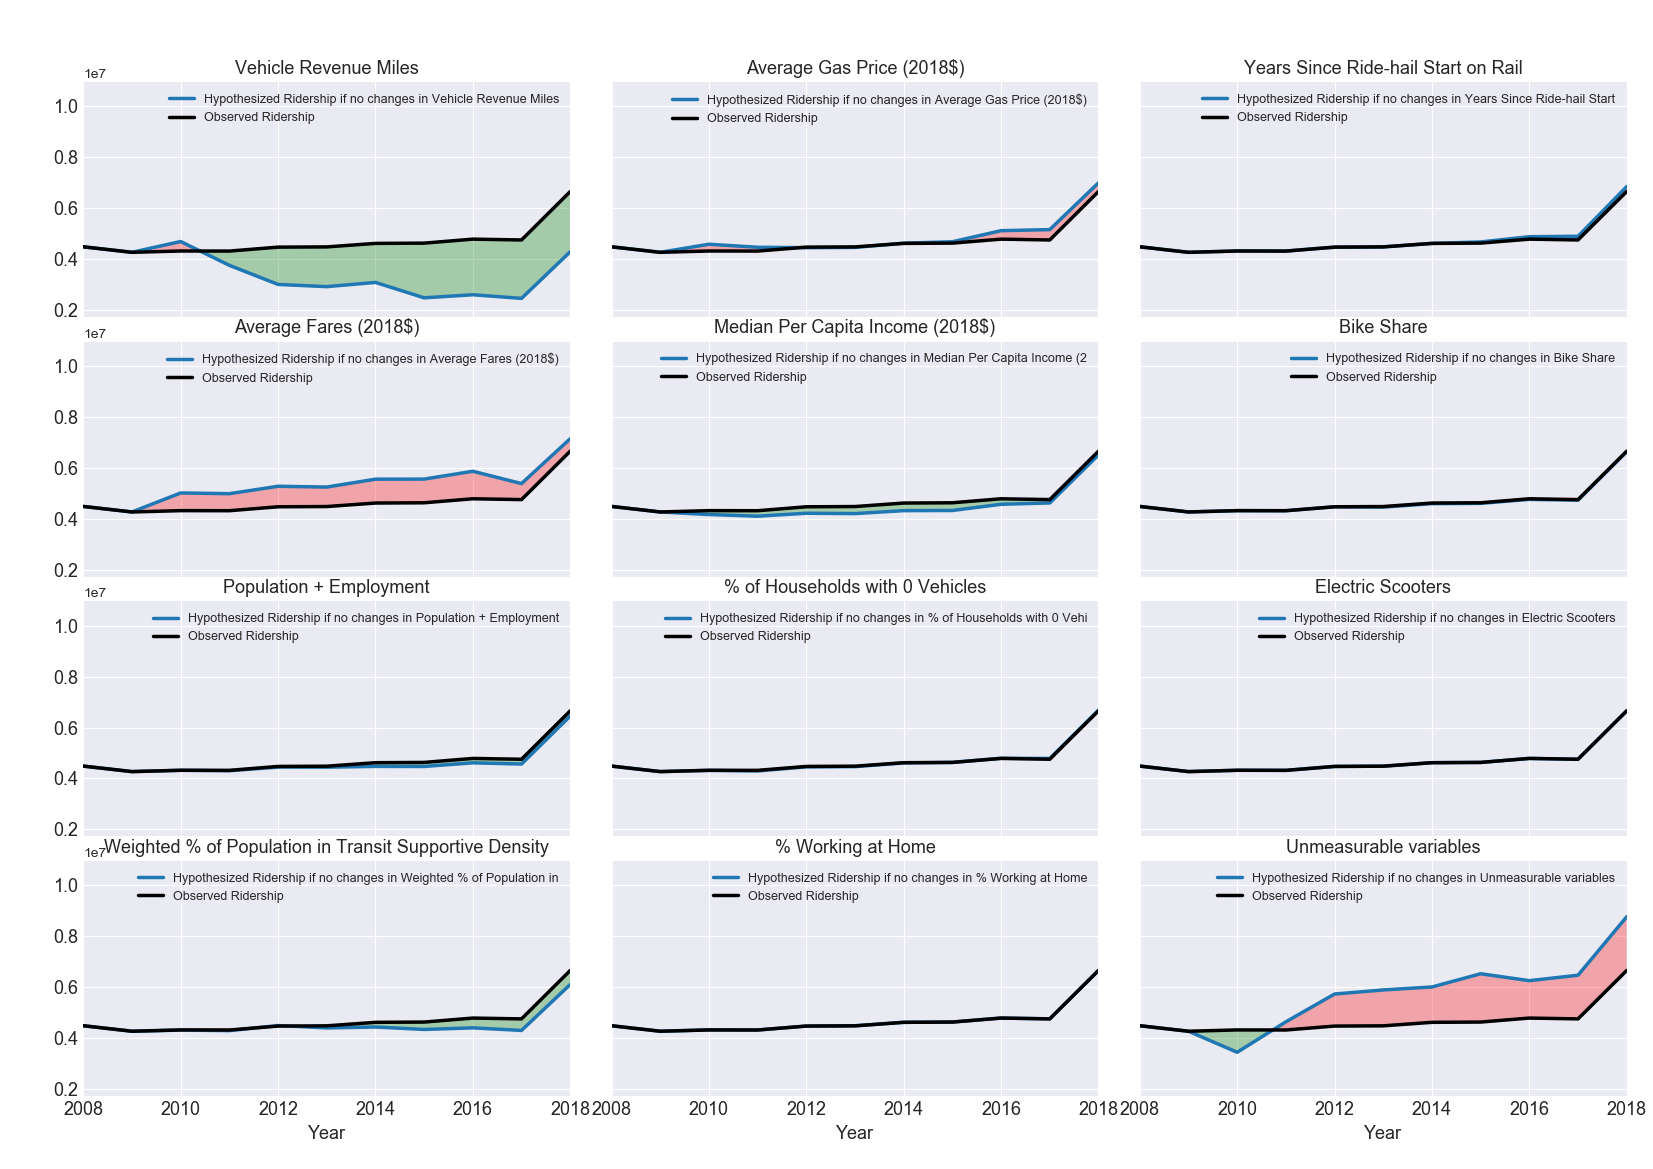 Vehicle Revenue Miles
Average Gas Price (2018$)
Years Since Ride-hail Start on Rail
1e7
Hypothesized Ridership if no changes in Vehicle Revenue Miles
Observed Ridership
Hypothesized Ridership if no changes in Average Gas Price (2018$)
Observed Ridership
Hypothesized Ridership if no changes in Years Since Ride-hail Start
Observed Ridership
1.0
0.8
0.6
0.4
0.2
Average Fares (2018$)
Median Per Capita Income (2018$)
Bike Share
1e7
Hypothesized Ridership if no changes in Average Fares (2018$)
Observed Ridership
Hypothesized Ridership if no changes in Median Per Capita Income (2
Observed Ridership
Hypothesized Ridership if no changes in Bike Share
Observed Ridership
1.0
0.8
0.6
0.4
0.2
Population + Employment
% of Households with 0 Vehicles
Electric Scooters
1e7
Hypothesized Ridership if no changes in Population + Employment
Observed Ridership
Hypothesized Ridership if no changes in % of Households with 0 Vehi
Observed Ridership
Hypothesized Ridership if no changes in Electric Scooters
Observed Ridership
1.0
0.8
0.6
0.4
0.2
Weighted % of Population in Transit Supportive Density
% Working at Home
Unmeasurable variables
1e7
Hypothesized Ridership if no changes in Weighted % of Population in
Observed Ridership
Hypothesized Ridership if no changes in % Working at Home
Observed Ridership
Hypothesized Ridership if no changes in Unmeasurable variables
Observed Ridership
1.0
0.8
0.6
0.4
0.2
2008 2010 2012 2014 2016 2018
2008 2010 2012 2014 2016 2018
2008 2010 2012 2014 2016 2018
Year
Year
Year